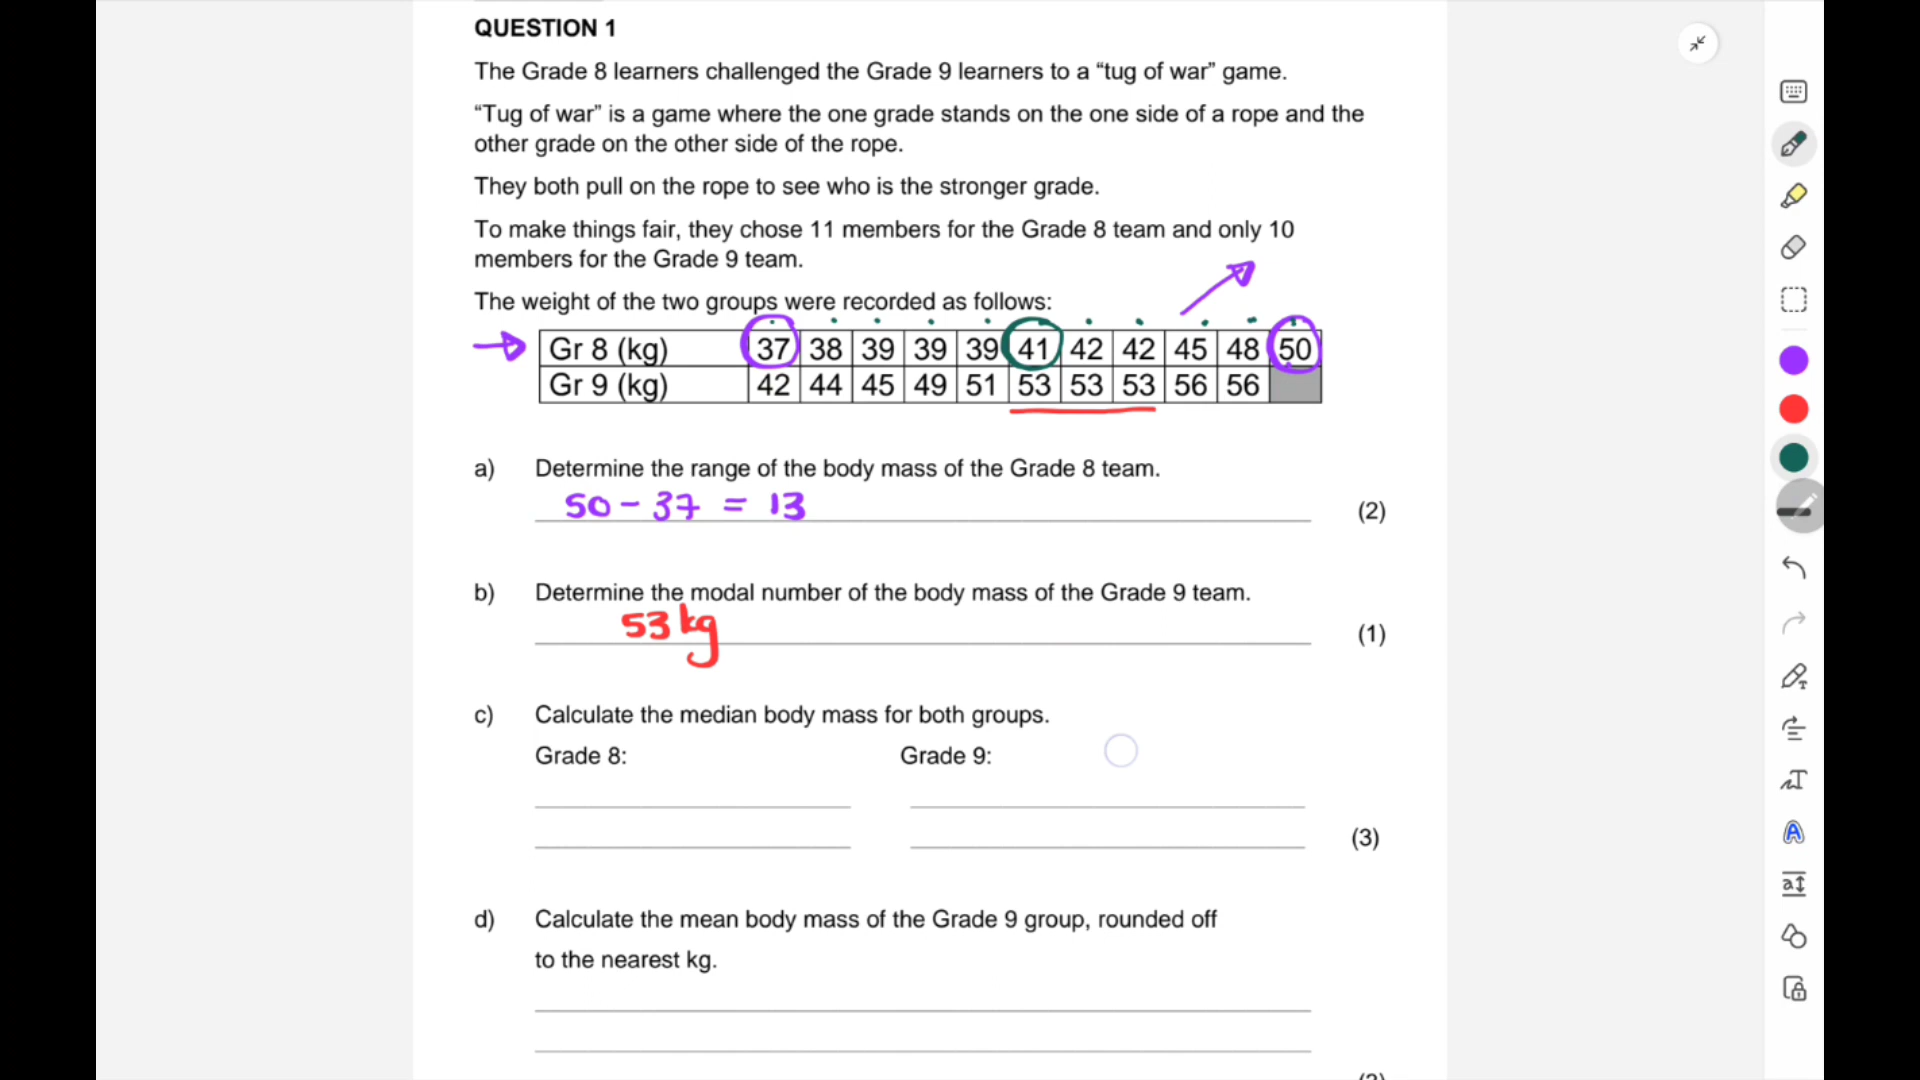 QUESTION 1
The Grade 8 learners challenged the Grade 9 learners to a “tug of war” game.
“Tug of war” is a game where the one grade stands on the one side of a rope and the
other grade on the other side of the rope.
They both pull on the rope to see who is the stronger grade.
To make things fair, they chose 11 members for the Grade 8 team and only 10
members for the Grade 9 team.
The weight of the two groups were recorded as follows:
Gr 8 (kg) 37 38 39 39 39 41 42 42 45 48 50
Gr 9 (kg) 42 44 45 49 51 53 53 53 56 56
a) Determine the range of the body mass of the Grade 8 team.
50 - 37 = 13 (2)
b) Determine the modal number of the body mass of the Grade 9 team.
53 kg (1)
c) Calculate the median body mass for both groups.
Grade 8: Grade 9:
(3)
d) Calculate the mean body mass of the Grade 9 group, rounded off
to the nearest kg.